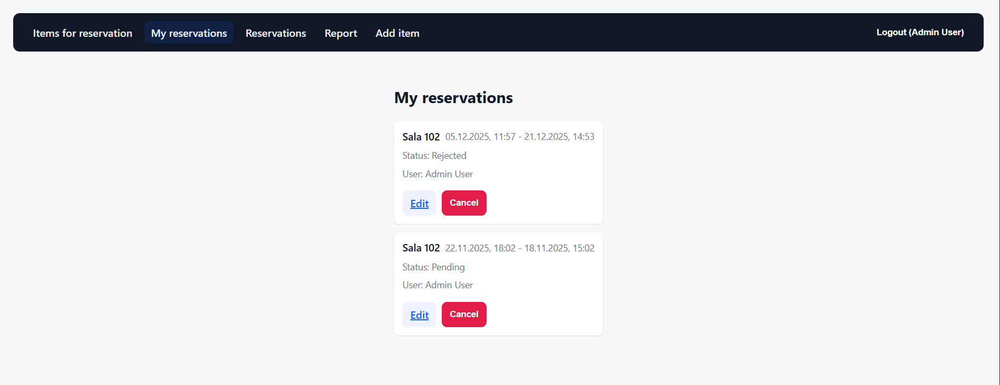 Items for reservation My reservations Reservations Report Add item Logout (Admin User)
My reservations
Sala 102 05.12.2025, 11:57 - 21.12.2025, 14:53
Status: Rejected
User: Admin User
Edit Cancel
Sala 102 22.11.2025, 18:02 - 18.11.2025, 15:02
Status: Pending
User: Admin User
Edit Cancel